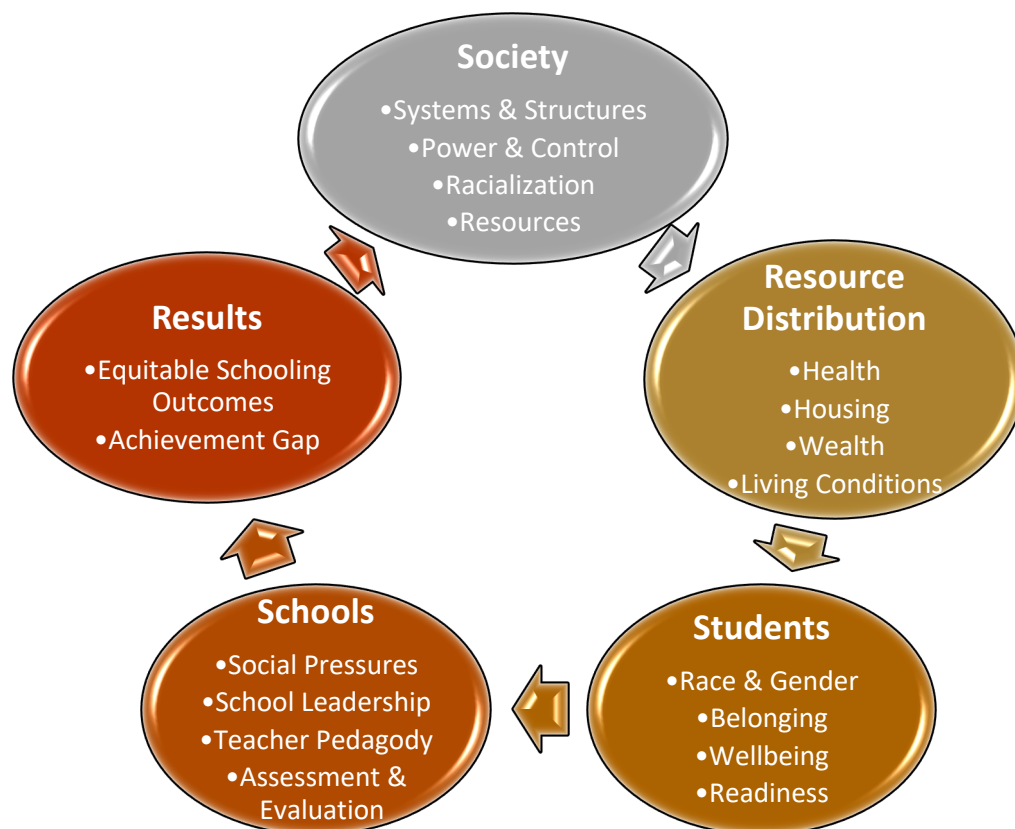 Society
•Systems & Structures
•Power & Control
•Racialization
•Resources
Resource
Distribution
•Health
•Housing
•Wealth
•Living Conditions
Students
•Race & Gender
•Belonging
•Wellbeing
•Readiness
Schools
•Social Pressures
•School Leadership
•Teacher Pedagody
•Assessment &
Evaluation
Results
•Equitable Schooling
Outcomes
•Achievement Gap